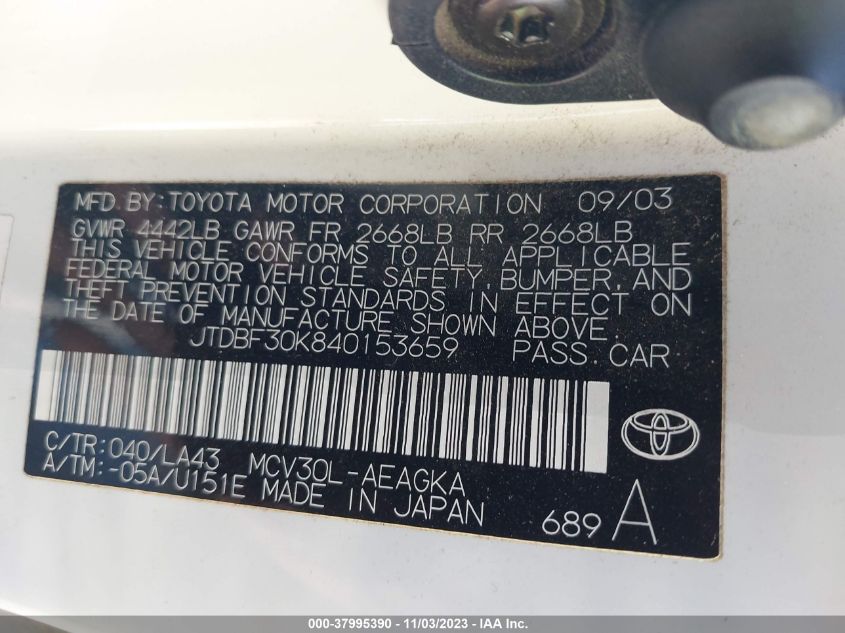 MFD BY:TOYOTA MOTOR CORPORATION 09/03
GVWR 4442LB GAWR FR 2668LB RR 2668LB
THIS VEHICLE CONFORMS TO ALL APPLICABLE
FEDERAL MOTOR VEHICLE SAFETY,BUMPER,AND
THEFT PREVENTION STANDARDS IN EFFECT ON
THE DATE OF MANUFACTURE SHOWN ABOVE.
JTDBF30K840153659 PASS.CAR
C/TR:040/LA43 MCV30L-AEAGKA
A/TM:-05A/U151E MADE IN JAPAN
689 A
000-37995390 - 11/03/2023 - IAA Inc.